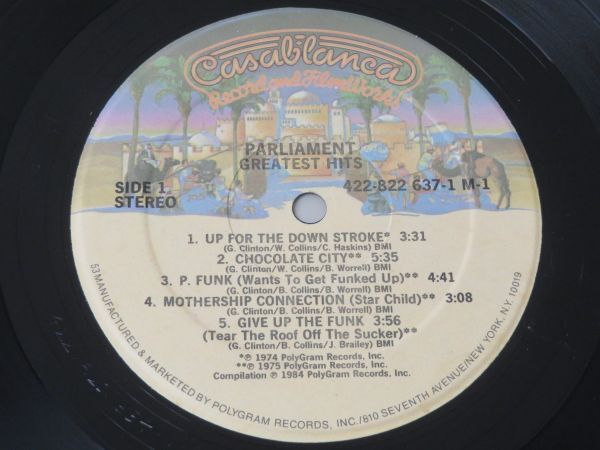 Casablanca
Record and FilmWorks
PARLIAMENT
GREATEST HITS
SIDE 1
STEREO
422-822 637-1 M-1
1. UP FOR THE DOWN STROKE* 3:31
(G. Clinton/W. Collins/C. Haskins) BMI
2. CHOCOLATE CITY** 5:35
(G. Clinton/W. Collins/B. Worrell) BMI
3. P. FUNK (Wants To Get Funked Up)** 4:41
(G. Clinton/B. Collins/B. Worrell) BMI
4. MOTHERSHIP CONNECTION (Star Child)** 3:08
(G. Clinton/B. Collins/B. Worrell) BMI
5. GIVE UP THE FUNK 3:56
(Tear The Roof Off The Sucker)**
(G. Clinton/B. Collins/J. Brailey) BMI
*℗ 1974 PolyGram Records, Inc.
**℗ 1975 PolyGram Records, Inc.
Compilation ℗ 1984 PolyGram Records, Inc.
53 MANUFACTURED & MARKETED BY POLYGRAM RECORDS, INC./810 SEVENTH AVENUE/NEW YORK, N.Y. 10019